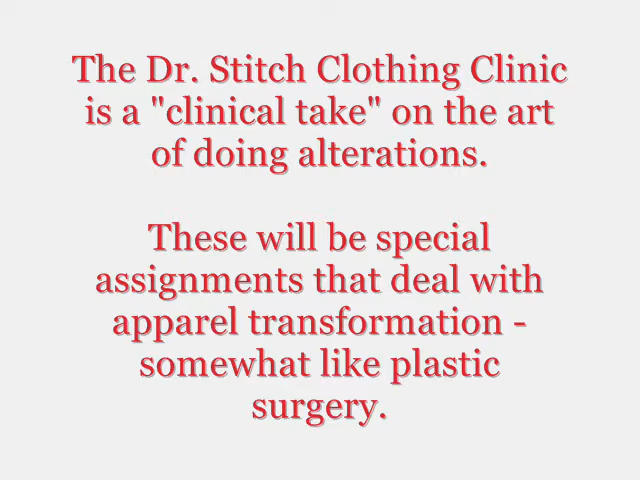 The Dr. Stitch Clothing Clinic
is a "clinical take" on the art
of doing alterations.
These will be special
assignments that deal with
apparel transformation -
somewhat like plastic
surgery.